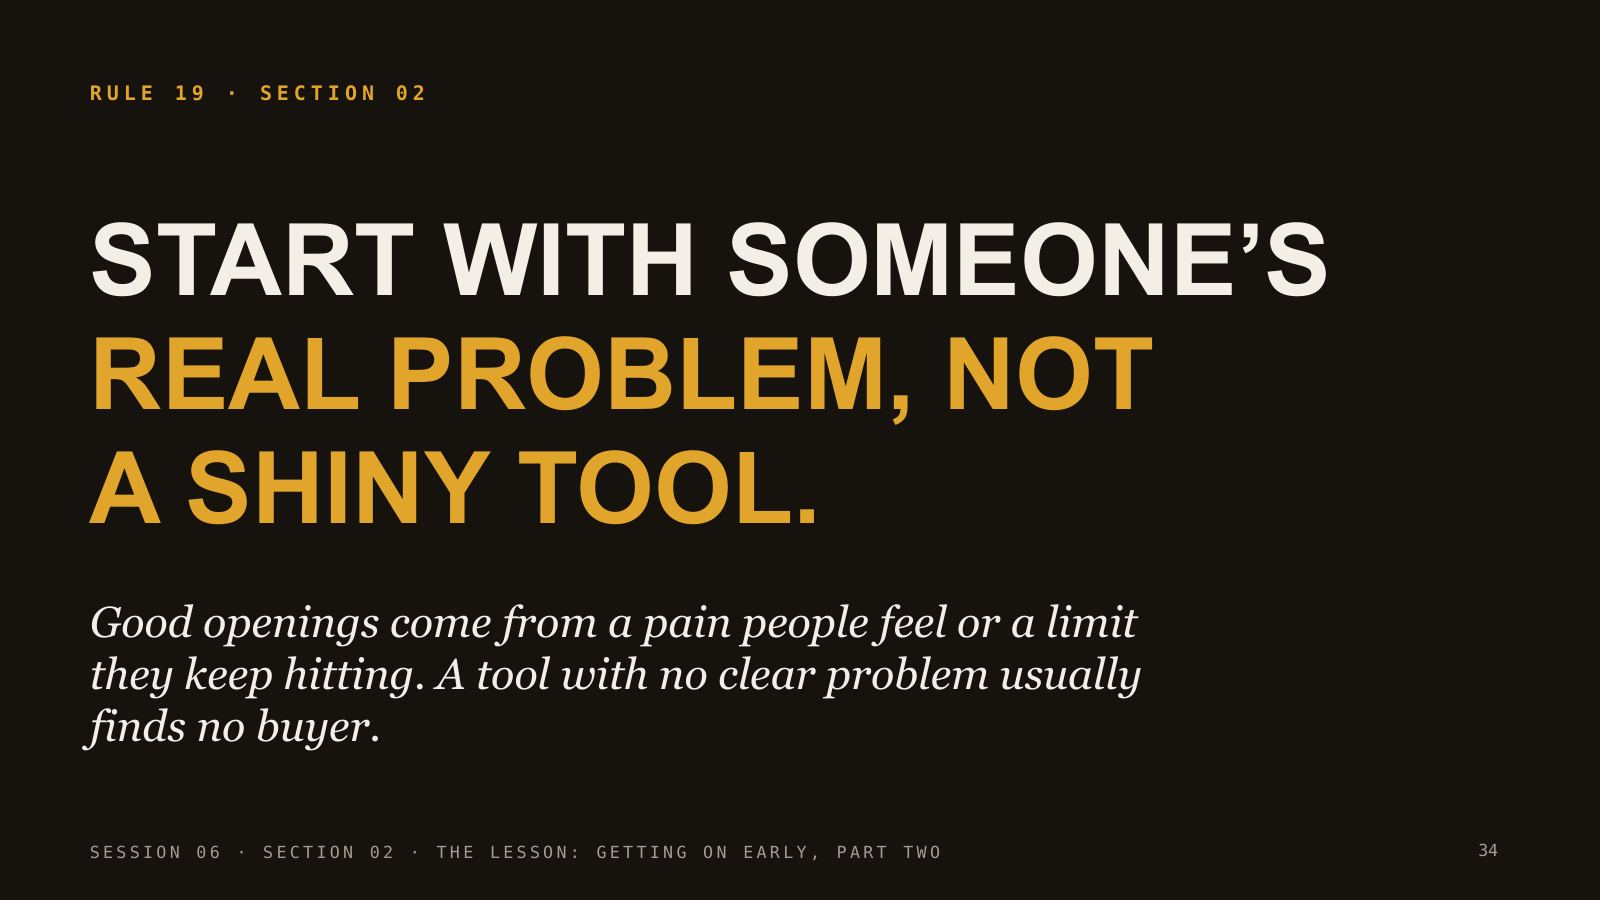 RULE 19 · SECTION 02
START WITH SOMEONE’S
REAL PROBLEM, NOT
A SHINY TOOL.
Good openings come from a pain people feel or a limit
they keep hitting. A tool with no clear problem usually
finds no buyer.
SESSION 06 · SECTION 02 · THE LESSON: GETTING ON EARLY, PART TWO
34